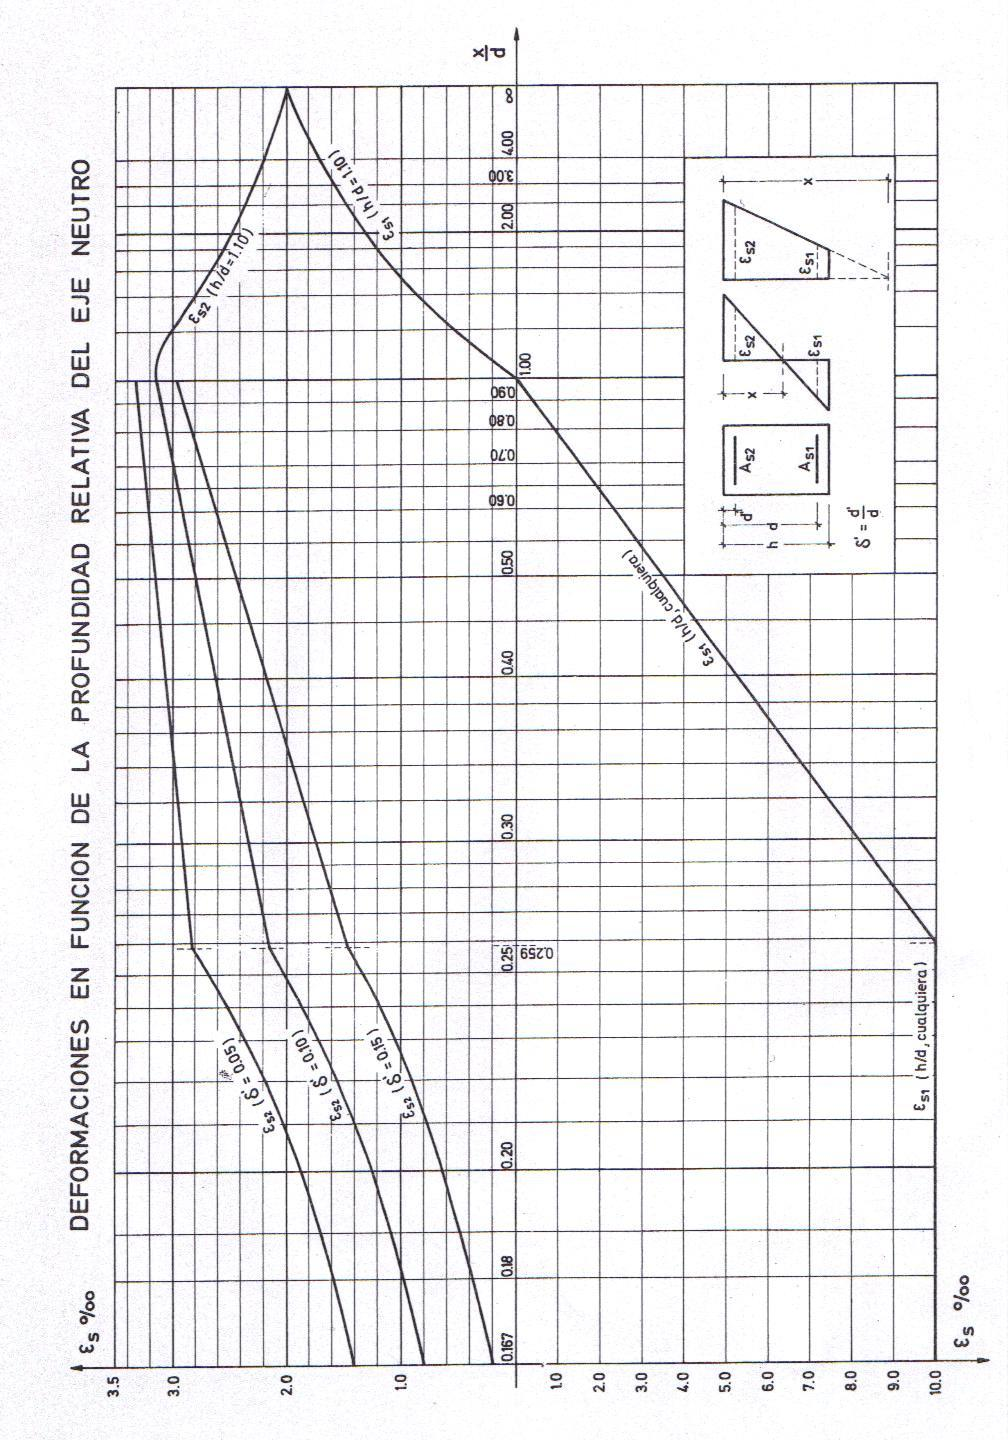 DEFORMACIONES EN FUNCION DE LA PROFUNDIDAD RELATIVA DEL EJE NEUTRO
εs ‰
3.5
3.0
2.0
1.0
1.0
2.0
3.0
4.0
5.0
6.0
7.0
8.0
9.0
10.0
εs ‰
0.167
0.18
0.20
0.25
0.259
0.30
0.40
0.50
0.60
0.70
0.80
0.90
1.00
2.00
3.00
4.00
∞
x/d
εs2 (δ' = 0.05)
εs2 (δ' = 0.10)
εs2 (δ' = 0.15)
εs2 (h/d=1.10)
εs1 (h/d=1.10)
εs1 (h/d, cualquiera)
εs1 (h/d, cualquiera)
d'
d
h
As2
As1
δ' = d'/d
x
εs2
εs1
εs2
εs1
x